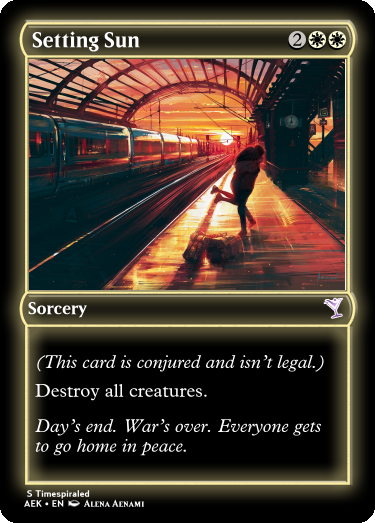 Setting Sun 2
Sorcery
(This card is conjured and isn't legal.)
Destroy all creatures.
Day's end. War's over. Everyone gets
to go home in peace.
S Timespiraled
AEK • EN Alena Aenami